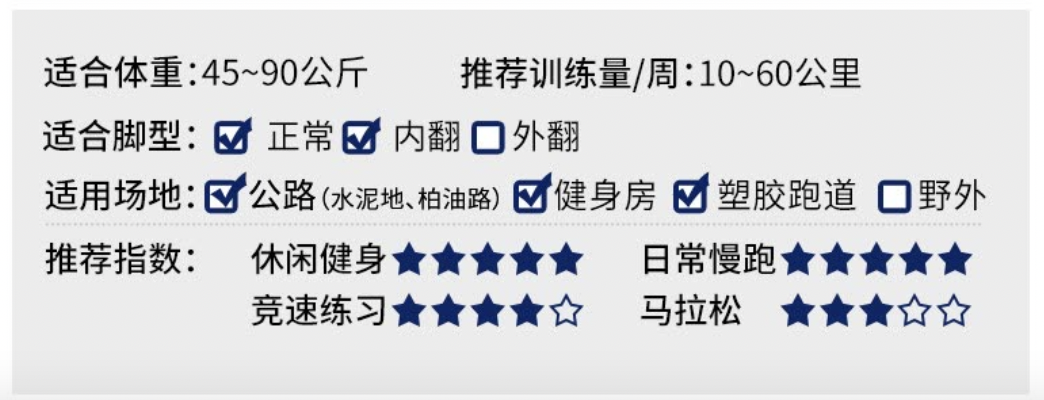 适合体重：45~90公斤 推荐训练量/周：10~60公里
适合脚型：☑ 正常 ☑ 内翻 ☐ 外翻
适用场地：☑ 公路（水泥地、柏油路） ☑ 健身房 ☑ 塑胶跑道 ☐ 野外
推荐指数： 休闲健身★★★★★ 日常慢跑★★★★★
竞速练习★★★★☆ 马拉松 ★★★☆☆